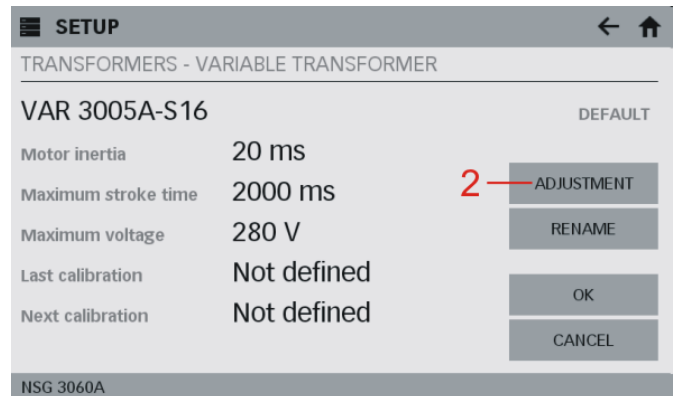 SETUP
TRANSFORMERS - VARIABLE TRANSFORMER
VAR 3005A-S16
DEFAULT
Motor inertia 20 ms
Maximum stroke time 2000 ms
2 ADJUSTMENT
Maximum voltage 280 V
RENAME
Last calibration Not defined
OK
Next calibration Not defined
CANCEL
NSG 3060A